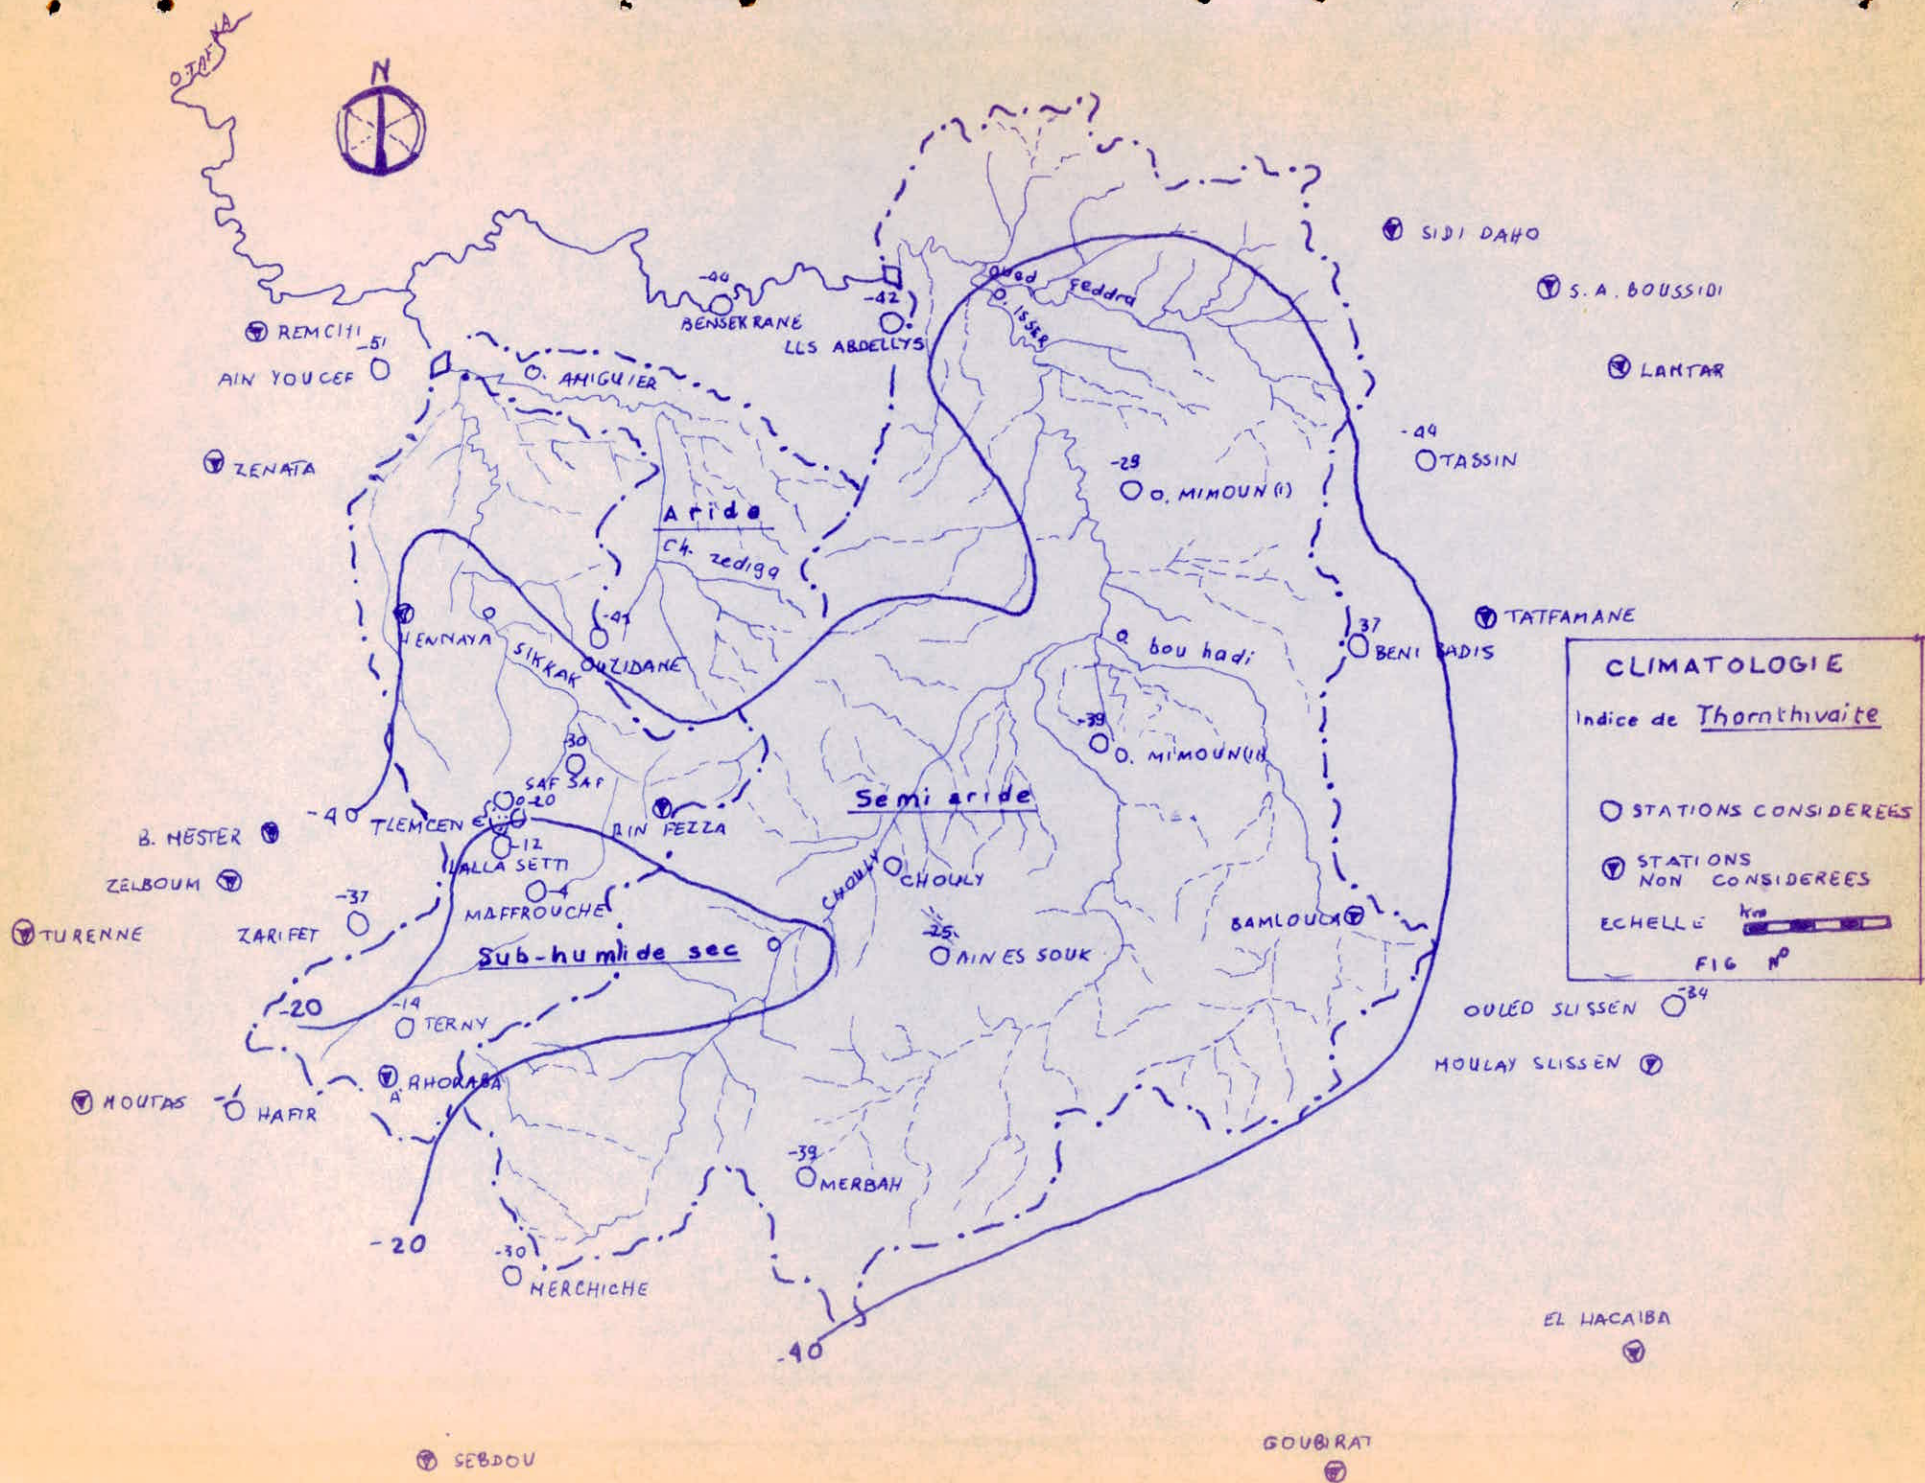 O. TAFNA
N
SIDI DAHO
S. A. BOUSSIDI
-44
BENSEKRANE
-42
LLS ABDELLYS
oued seddra
O. ISSER
REMCHI
-51
AIN YOUCEF
O. AMIGUIER
LAMTAR
ZENATA
-44
TASSIN
-29
O. MIMOUN (I)
Aride
Ch. zediga
HENNAYA
SIKKAK
-41
OUZIDANE
O. bou hadi
37
BENI BADIS
TATFAMANE
CLIMATOLOGIE
Indice de Thornthwaite
STATIONS CONSIDEREES
STATIONS
NON CONSIDEREES
ECHELLE Km
FIG N°
-39
O. MIMOUN (II)
30
SAF SAF
-20
-40
TLEMCEN
AIN FEZZA
Semi aride
B. MESTER
-12
LALLA SETTI
ZELBOUM
-4
MAFFROUCHE
CHOULY
CHOULY
-37
ZARIFET
TURENNE
BAMLOUCA
-25
AIN ES SOUK
Sub-humide sec
-20
-14
TERNY
OULED SLISSEN
-34
MOULAY SLISSEN
A. RHORABA
MOUTAS
HAFIR
-39
MERBAH
-20
-30
MERCHICHE
-40
EL HACAIBA
SEBDOU
GOUBIRAT